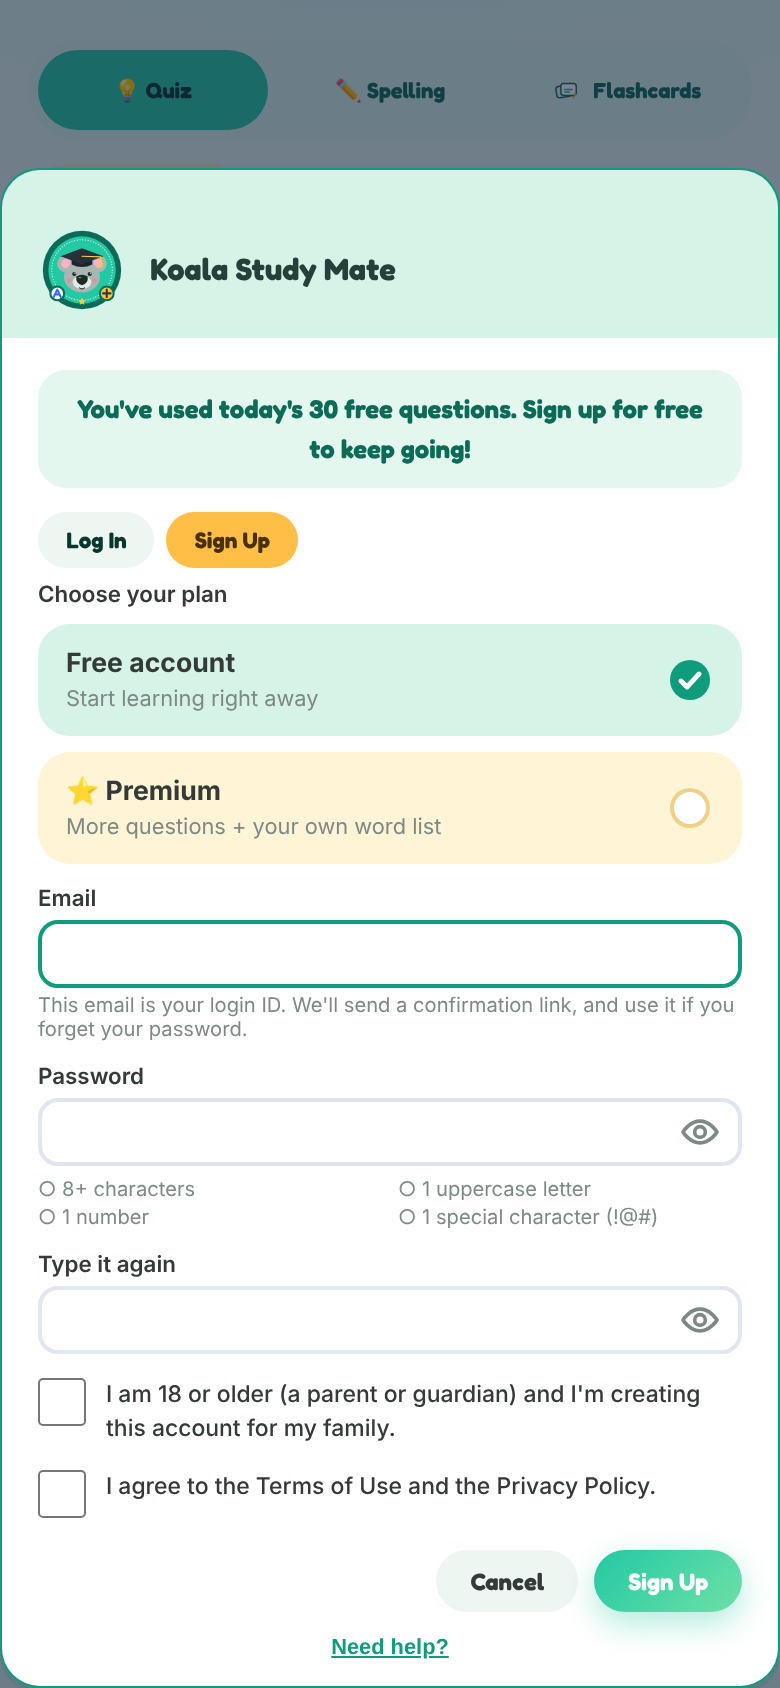 💡 Quiz
✏️ Spelling
Flashcards
Koala Study Mate
You've used today's 30 free questions. Sign up for free
to keep going!
Log In
Sign Up
Choose your plan
Free account
Start learning right away
⭐ Premium
More questions + your own word list
Email
This email is your login ID. We'll send a confirmation link, and use it if you
forget your password.
Password
8+ characters
1 uppercase letter
1 number
1 special character (!@#)
Type it again
I am 18 or older (a parent or guardian) and I'm creating
this account for my family.
I agree to the Terms of Use and the Privacy Policy.
Cancel
Sign Up
Need help?